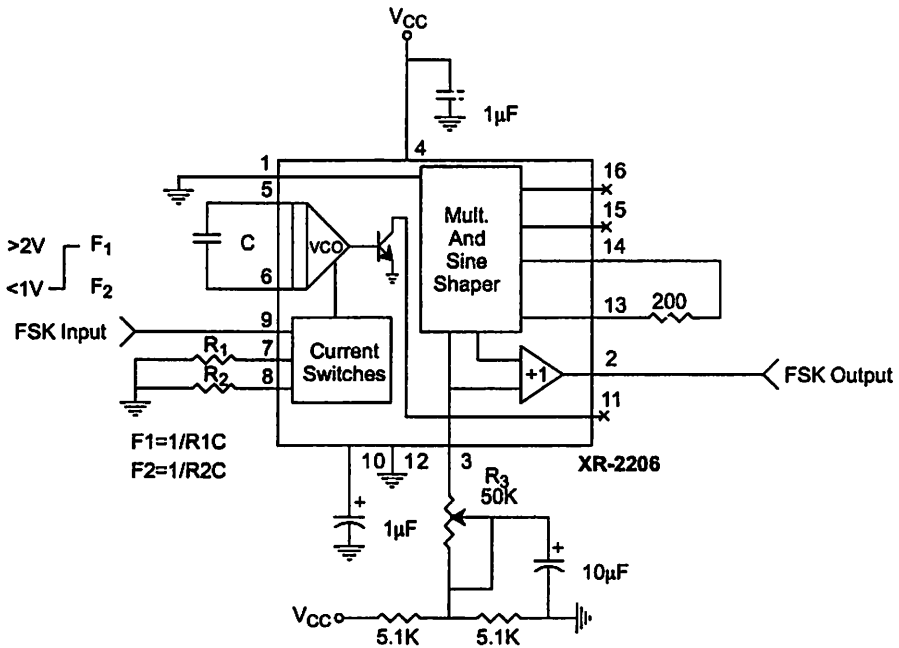 VCC
1µF
4
1
16
5
15
Mult.
And
Sine
Shaper
14
C
VCO
>2V F1
<1V F2
6
13
200
9
FSK Input
R1
7
Current
Switches
2
+1
FSK Output
R2
8
11
F1=1/R1C
F2=1/R2C
10
12
3
XR-2206
R3
50K
1µF
10µF
VCC
5.1K
5.1K